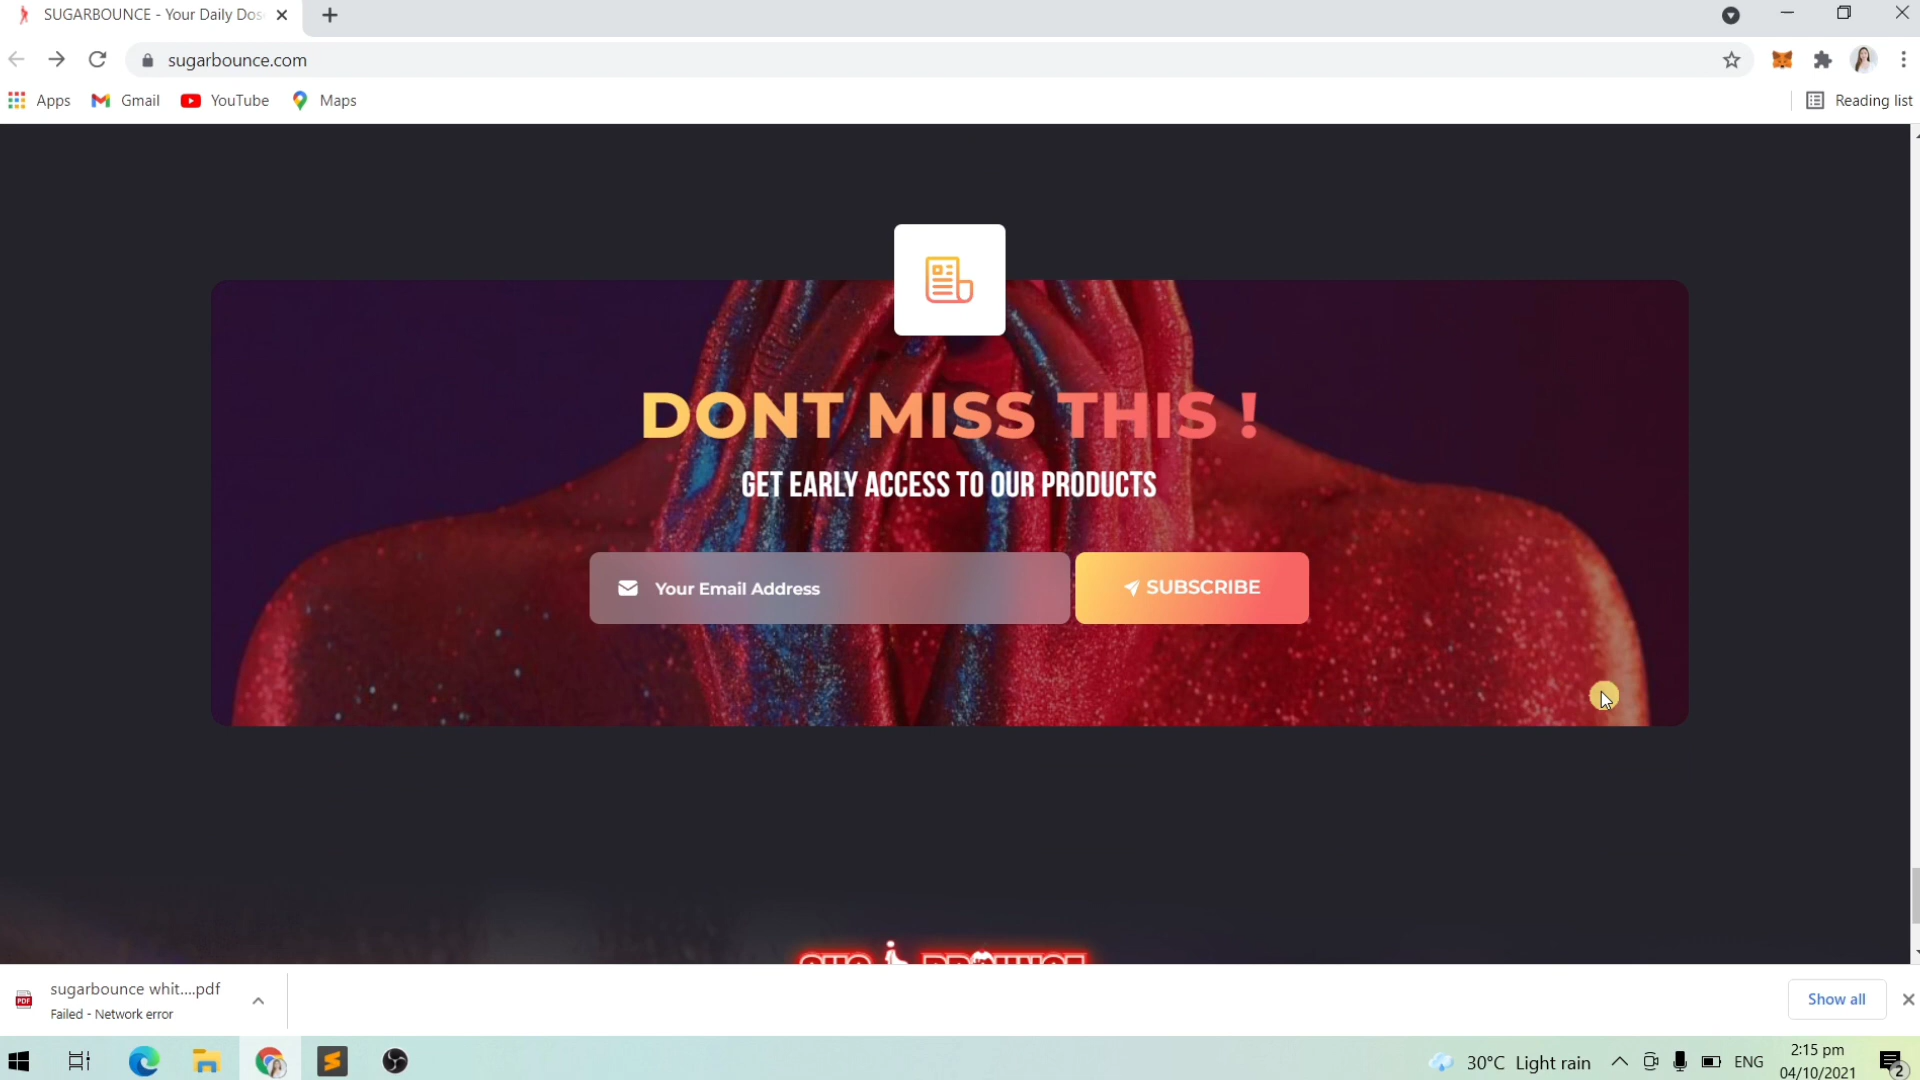 SUGARBOUNCE - Your Daily Dos
sugarbounce.com
Apps
Gmail
YouTube
Maps
Reading list
DONT MISS THIS !
GET EARLY ACCESS TO OUR PRODUCTS
Your Email Address
SUBSCRIBE
sugarbounce whit....pdf
Failed - Network error
Show all
PDF
30°C Light rain
ENG
2:15 pm
04/10/2021
2